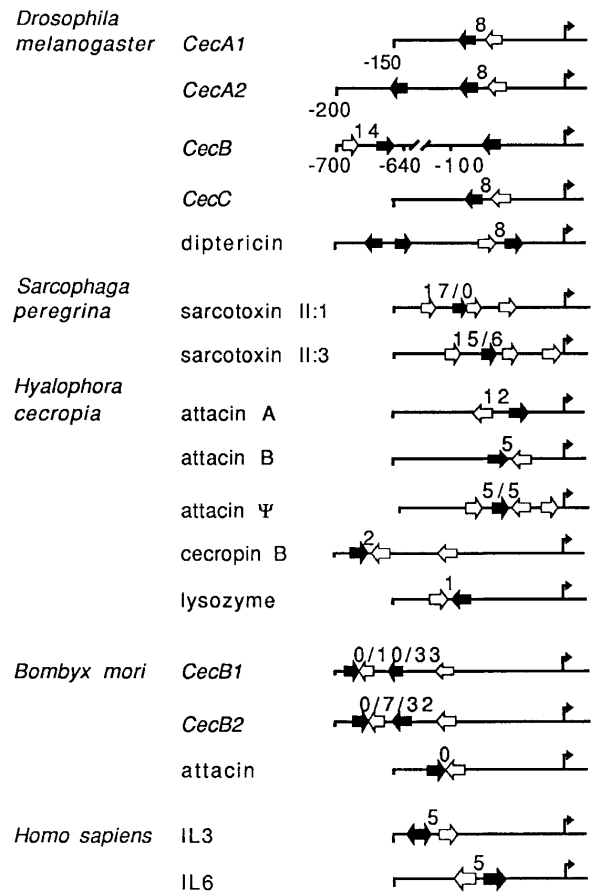 Drosophila
melanogaster CecA1 8
-150
CecA2 8
-200
CecB 14
-700 -640 -100
CecC 8
diptericin 8
Sarcophaga
peregrina sarcotoxin II:1 17/0
sarcotoxin II:3 15/6
Hyalophora
cecropia attacin A 12
attacin B 5
attacin Ψ 5/5
cecropin B 2
lysozyme 1
Bombyx mori CecB1 0/10/33
CecB2 0/7/32
attacin 0
Homo sapiens IL3 5
IL6 5